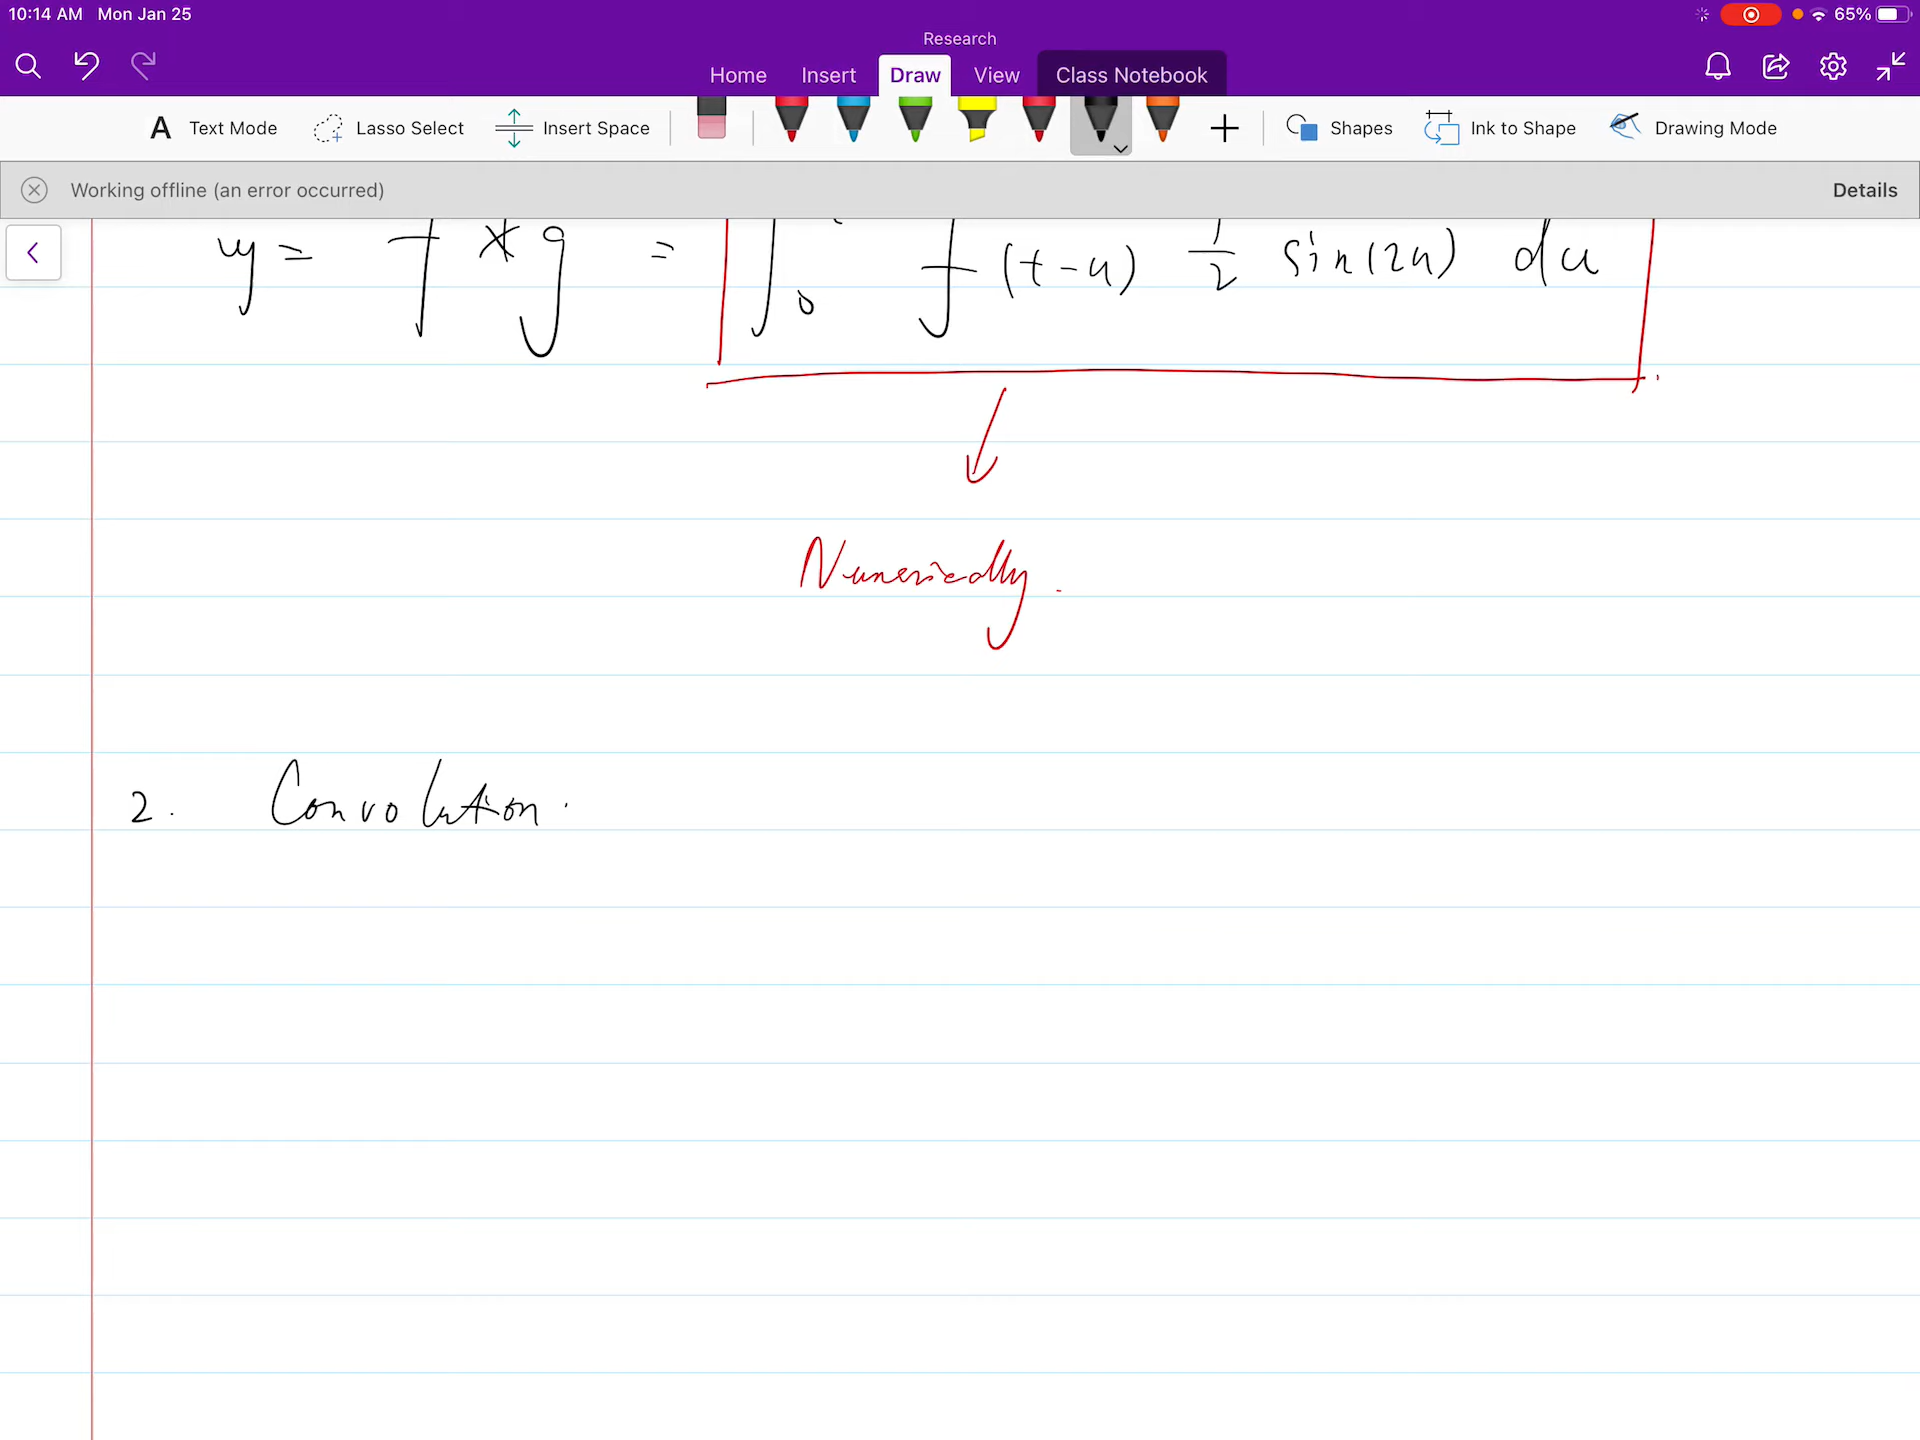 10:14 AM Mon Jan 25
65%
Research
Home Insert Draw View Class Notebook
A Text Mode Lasso Select Insert Space Shapes Ink to Shape Drawing Mode
Working offline (an error occurred) Details
y = f * g = ∫₀ f(t-u) 1/2 sin(2u) du
Numerically.
2. Convolution.